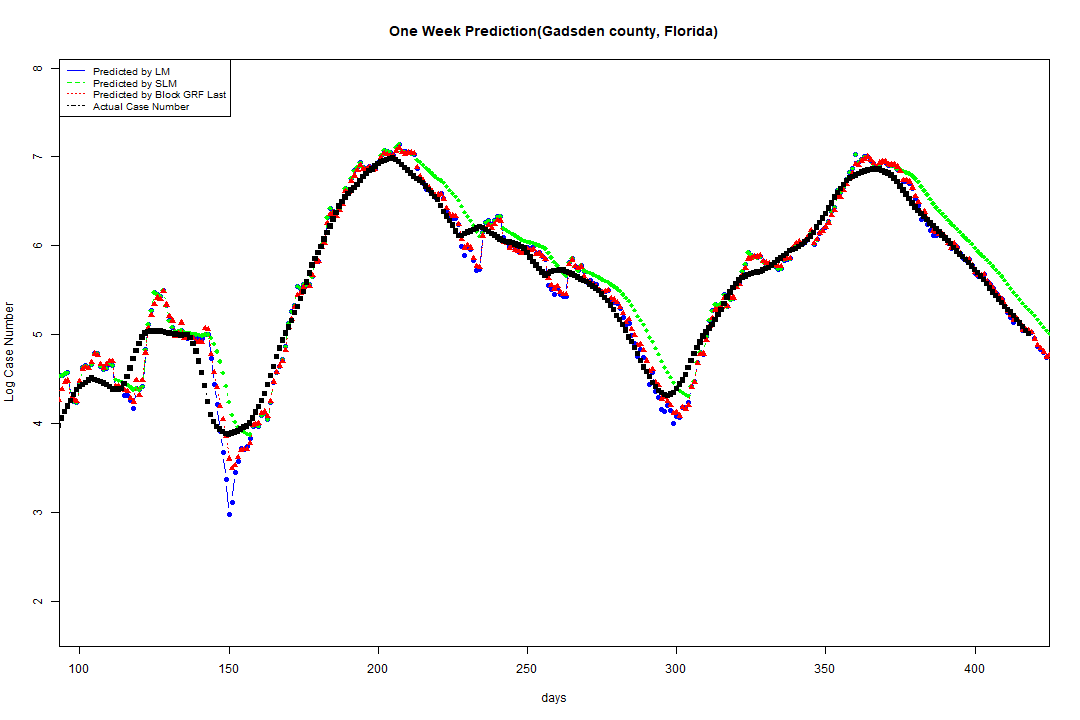 One Week Prediction(Gadsden county, Florida)
Predicted by LM
Predicted by SLM
Predicted by Block GRF Last
Actual Case Number
Log Case Number
8
7
6
5
4
3
2
100 150 200 250 300 350 400
days